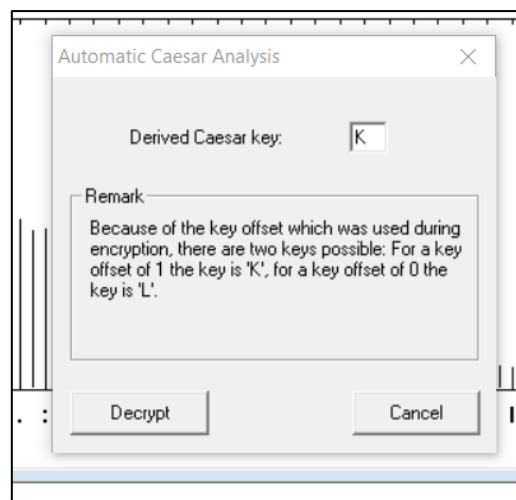 Automatic Caesar Analysis
Derived Caesar key: K
Remark
Because of the key offset which was used during
encryption, there are two keys possible: For a key
offset of 1 the key is 'K', for a key offset of 0 the
key is 'L'.
. : Decrypt Cancel I